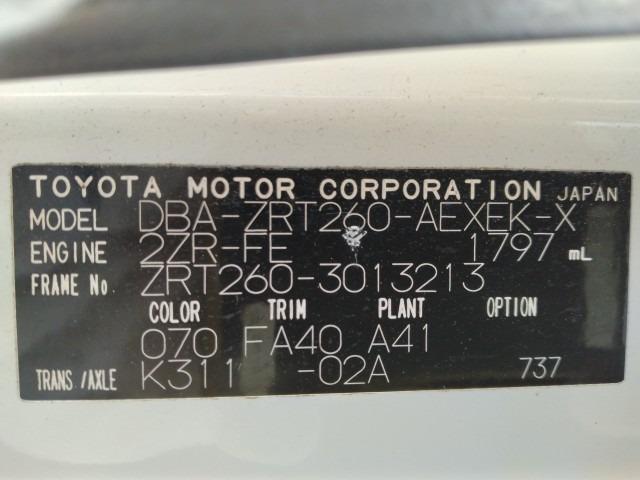 TOYOTA MOTOR CORPORATION JAPAN
MODEL DBA-ZRT260-AEXEK-X
ENGINE 2ZR-FE 1797 mL
FRAME No. ZRT260-3013213
COLOR TRIM PLANT OPTION
070 FA40 A41
TRANS./AXLE K311 -02A 737